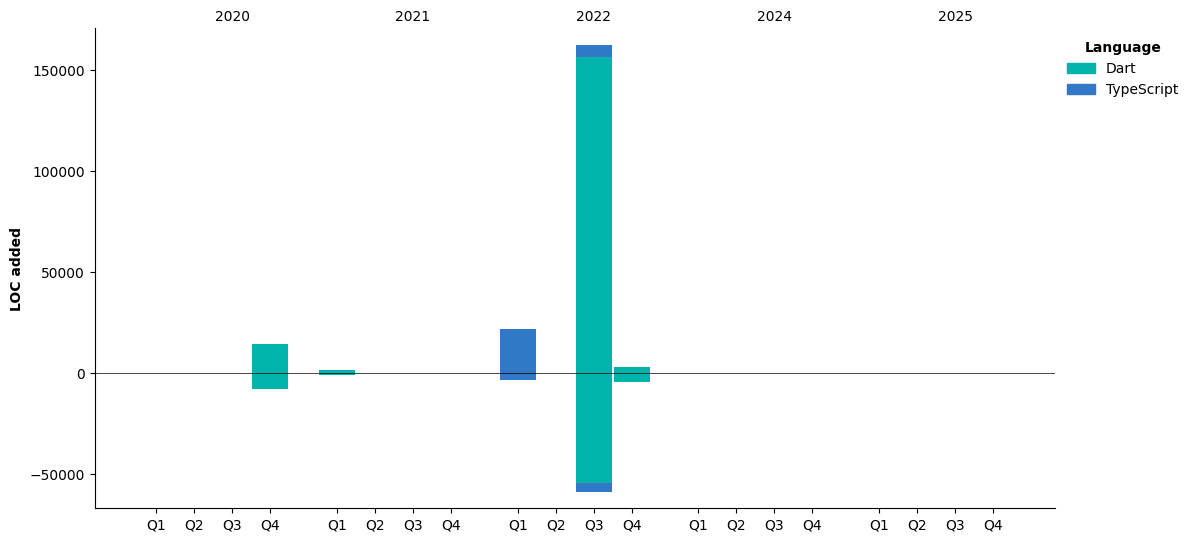 2020 2021 2022 2024 2025
Language
Dart
TypeScript
150000
100000
50000
0
−50000
LOC added
Q1 Q2 Q3 Q4 Q1 Q2 Q3 Q4 Q1 Q2 Q3 Q4 Q1 Q2 Q3 Q4 Q1 Q2 Q3 Q4